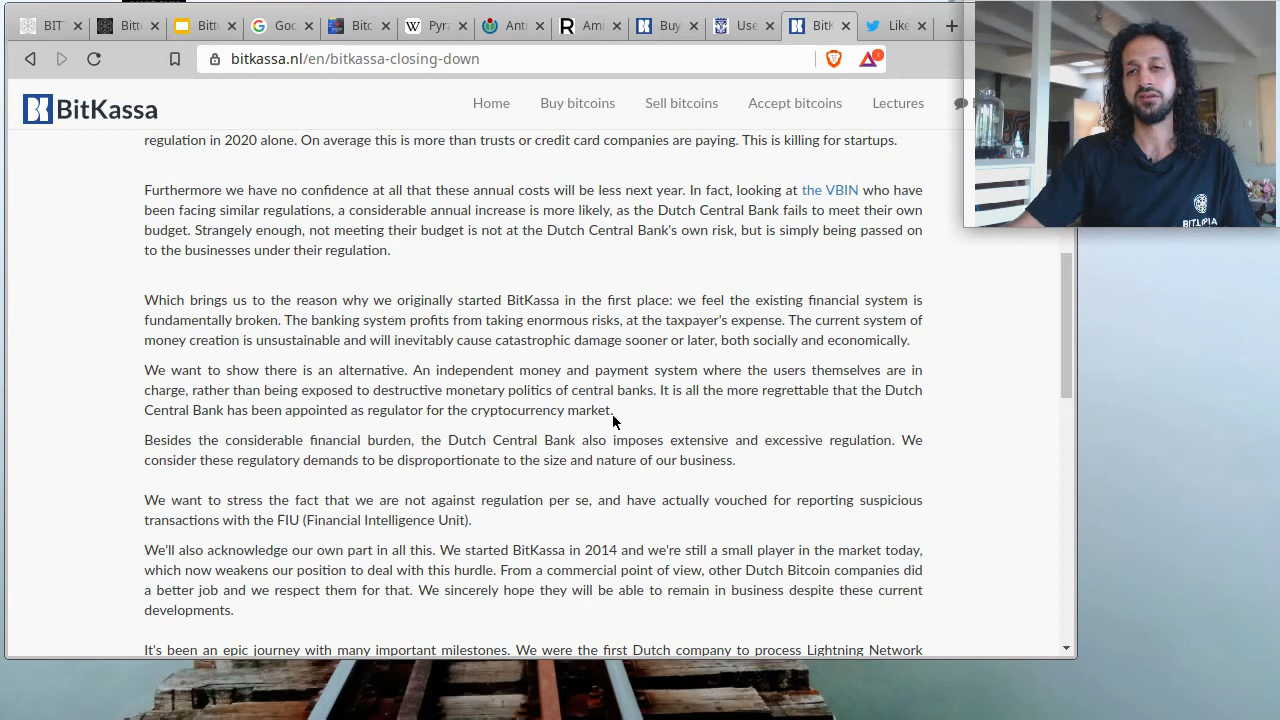 BIT
Bitt
Bitt
Goo
Bitc
Pyra
Anti
Am
Buy
Use
BitK
Like
bitkassa.nl/en/bitkassa-closing-down
BitKassa
Home
Buy bitcoins
Sell bitcoins
Accept bitcoins
Lectures
regulation in 2020 alone. On average this is more than trusts or credit card companies are paying. This is killing for startups.
Furthermore we have no confidence at all that these annual costs will be less next year. In fact, looking at the VBIN who have
been facing similar regulations, a considerable annual increase is more likely, as the Dutch Central Bank fails to meet their own
budget. Strangely enough, not meeting their budget is not at the Dutch Central Bank's own risk, but is simply being passed on
to the businesses under their regulation.
Which brings us to the reason why we originally started BitKassa in the first place: we feel the existing financial system is
fundamentally broken. The banking system profits from taking enormous risks, at the taxpayer's expense. The current system of
money creation is unsustainable and will inevitably cause catastrophic damage sooner or later, both socially and economically.
We want to show there is an alternative. An independent money and payment system where the users themselves are in
charge, rather than being exposed to destructive monetary politics of central banks. It is all the more regrettable that the Dutch
Central Bank has been appointed as regulator for the cryptocurrency market.
Besides the considerable financial burden, the Dutch Central Bank also imposes extensive and excessive regulation. We
consider these regulatory demands to be disproportionate to the size and nature of our business.
We want to stress the fact that we are not against regulation per se, and have actually vouched for reporting suspicious
transactions with the FIU (Financial Intelligence Unit).
We'll also acknowledge our own part in all this. We started BitKassa in 2014 and we're still a small player in the market today,
which now weakens our position to deal with this hurdle. From a commercial point of view, other Dutch Bitcoin companies did
a better job and we respect them for that. We sincerely hope they will be able to remain in business despite these current
developments.
It's been an epic journey with many important milestones. We were the first Dutch company to process Lightning Network